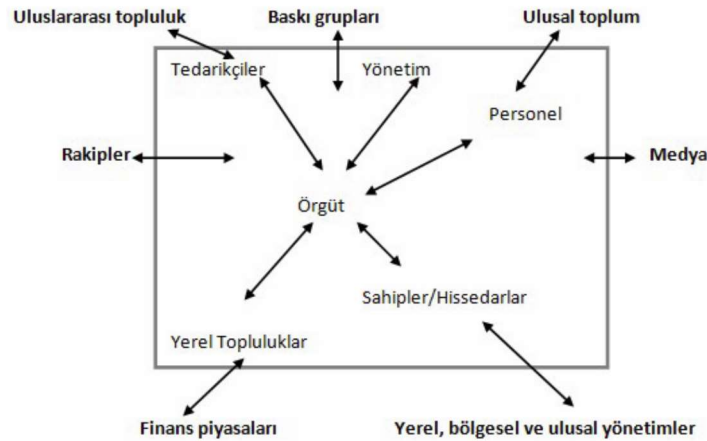 Uluslararası topluluk
Baskı grupları
Ulusal toplum
Tedarikçiler
Yönetim
Personel
Rakipler
Medya
Örgüt
Sahipler/Hissedarlar
Yerel Topluluklar
Finans piyasaları
Yerel, bölgesel ve ulusal yönetimler